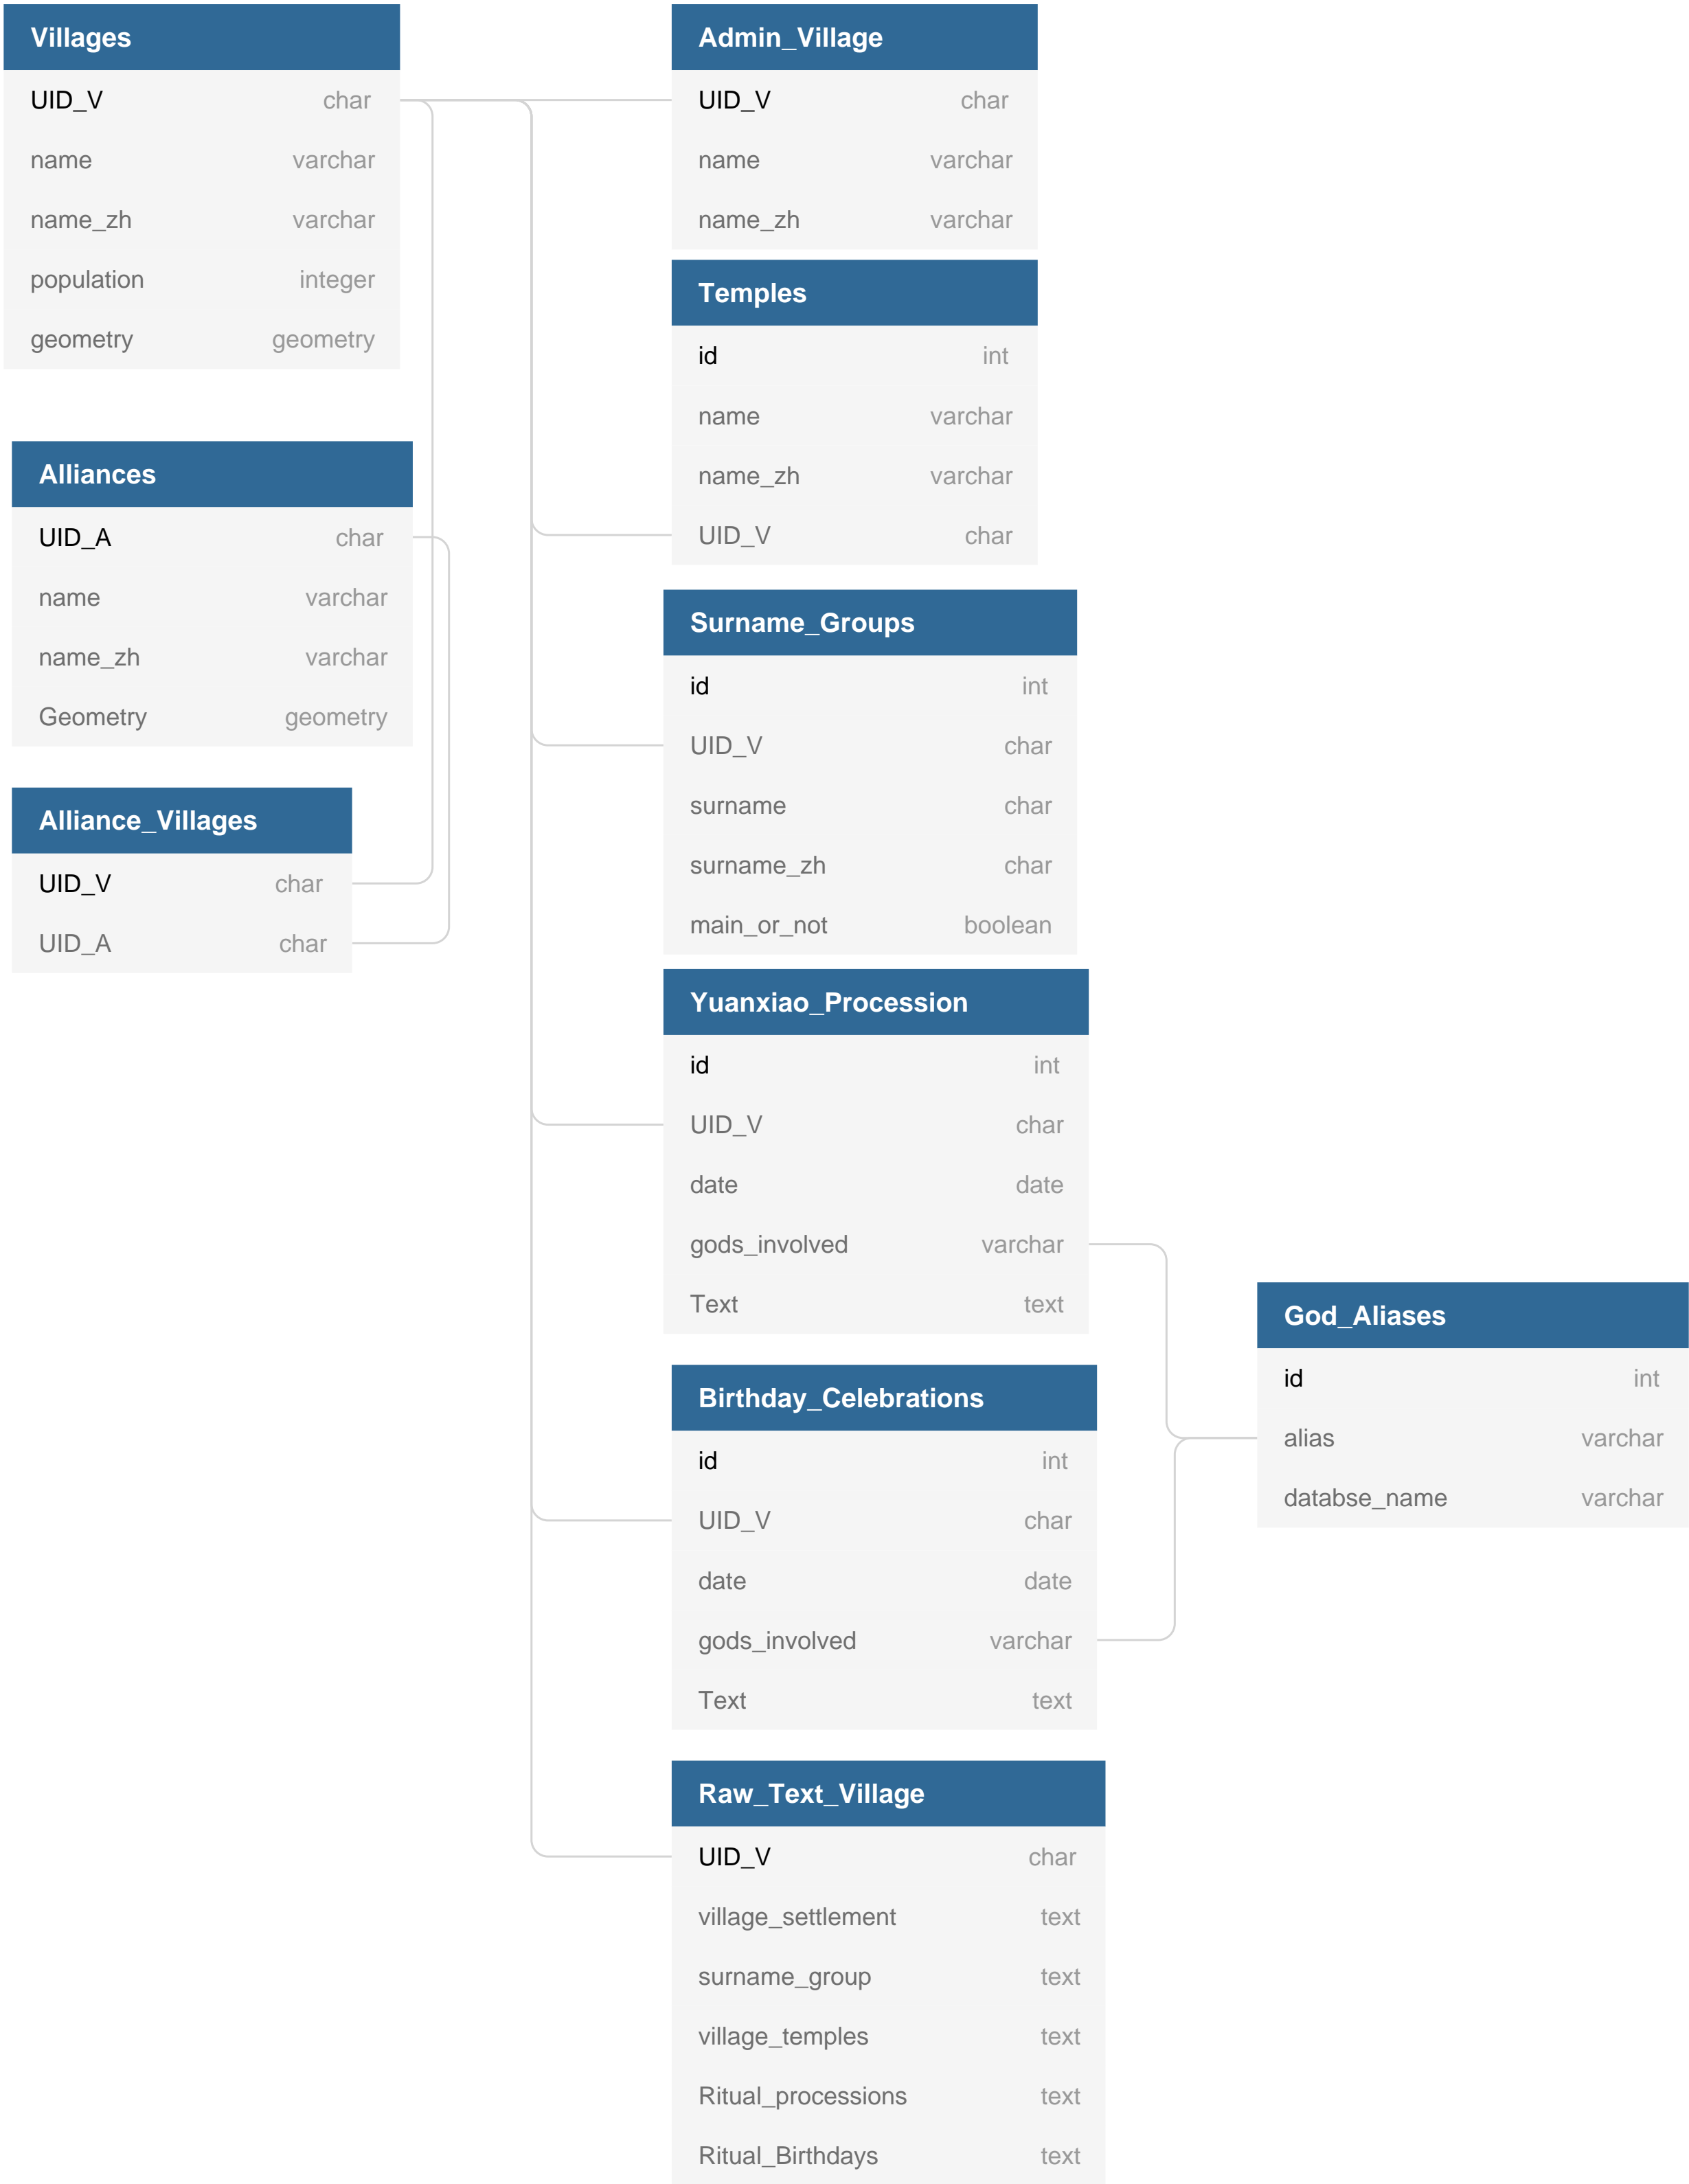 Villages
UID_V char
name varchar
name_zh varchar
population integer
geometry geometry
Alliances
UID_A char
name varchar
name_zh varchar
Geometry geometry
Alliance_Villages
UID_V char
UID_A char
Admin_Village
UID_V char
name varchar
name_zh varchar
Temples
id int
name varchar
name_zh varchar
UID_V char
Surname_Groups
id int
UID_V char
surname char
surname_zh char
main_or_not boolean
Yuanxiao_Procession
id int
UID_V char
date date
gods_involved varchar
Text text
Birthday_Celebrations
id int
UID_V char
date date
gods_involved varchar
Text text
Raw_Text_Village
UID_V char
village_settlement text
surname_group text
village_temples text
Ritual_processions text
Ritual_Birthdays text
God_Aliases
id int
alias varchar
databse_name varchar